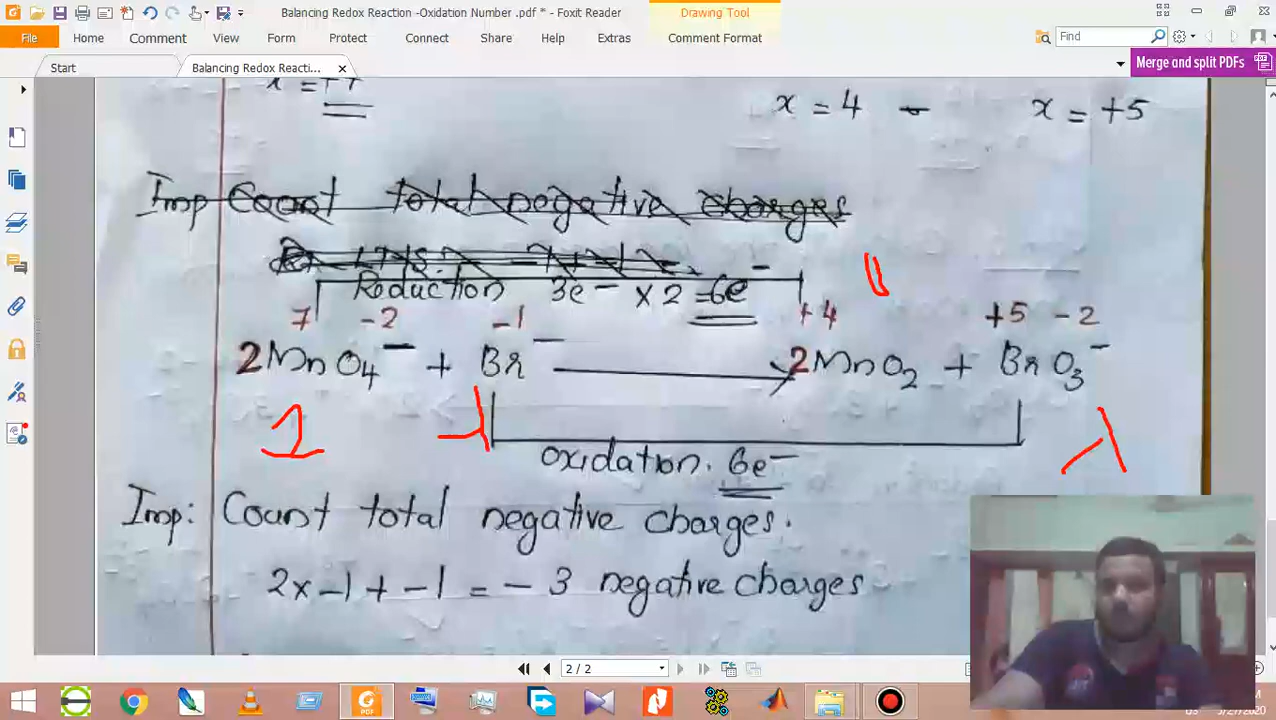 Balancing Redox Reaction -Oxidation Number .pdf * - Foxit Reader
Drawing Tool
File Home Comment View Form Protect Connect Share Help Extras Comment Format
Find
Start
Balancing Redox Reacti...
Merge and split PDFs
x = 4
x = +5
Imp Count total negative charges
Reduction 3e⁻ x 2 = 6e⁻
7 -2 -1 +4 +5 -2
2MnO₄⁻ + Br⁻ → 2MnO₂ + BrO₃⁻
1
oxidation. 6e⁻
Imp: Count total negative charges.
2x -1 + -1 = - 3 negative charges
2 / 2
PDF